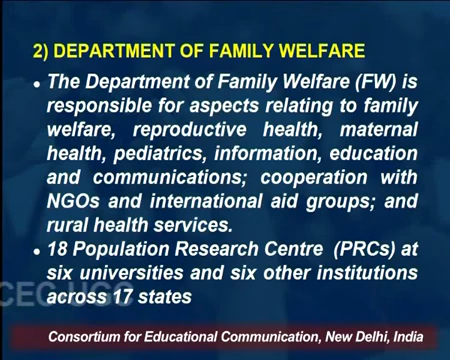 2) DEPARTMENT OF FAMILY WELFARE
• The Department of Family Welfare (FW) is
responsible for aspects relating to family
welfare, reproductive health, maternal
health, pediatrics, information, education
and communications; cooperation with
NGOs and international aid groups; and
rural health services.
• 18 Population Research Centre (PRCs) at
six universities and six other institutions
across 17 states
CEC UGC
Consortium for Educational Communication, New Delhi, India